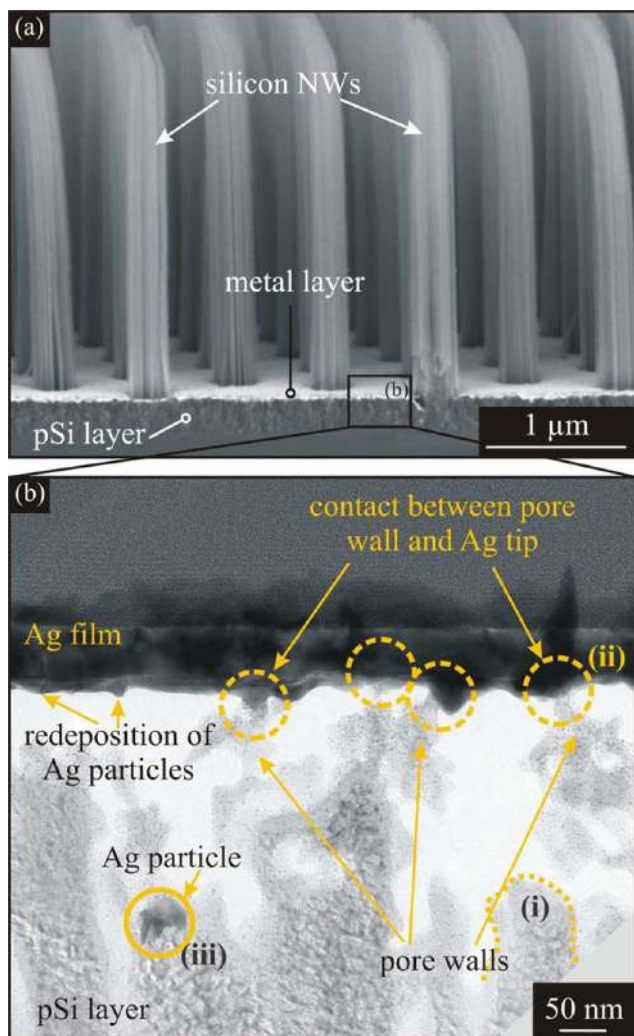 (a)
silicon NWs
metal layer
(b)
pSi layer
1 µm
(b)
contact between pore
wall and Ag tip
Ag film
(ii)
redeposition of
Ag particles
Ag particle
(i)
(iii)
pore walls
pSi layer
50 nm